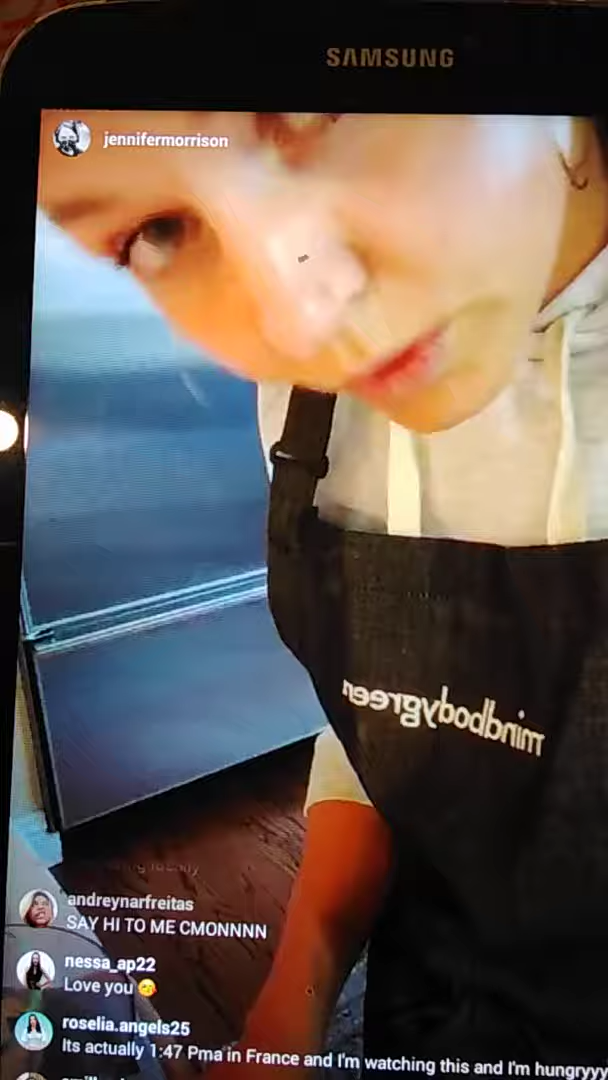 SAMSUNG
jennifermorrison
mindbodygreen
andreynarfreitas
SAY HI TO ME CMONNNN
nessa_ap22
Love you 🥰
roselia.angels25
Its actually 1:47 Pma in France and I'm watching this and I'm hungryyy